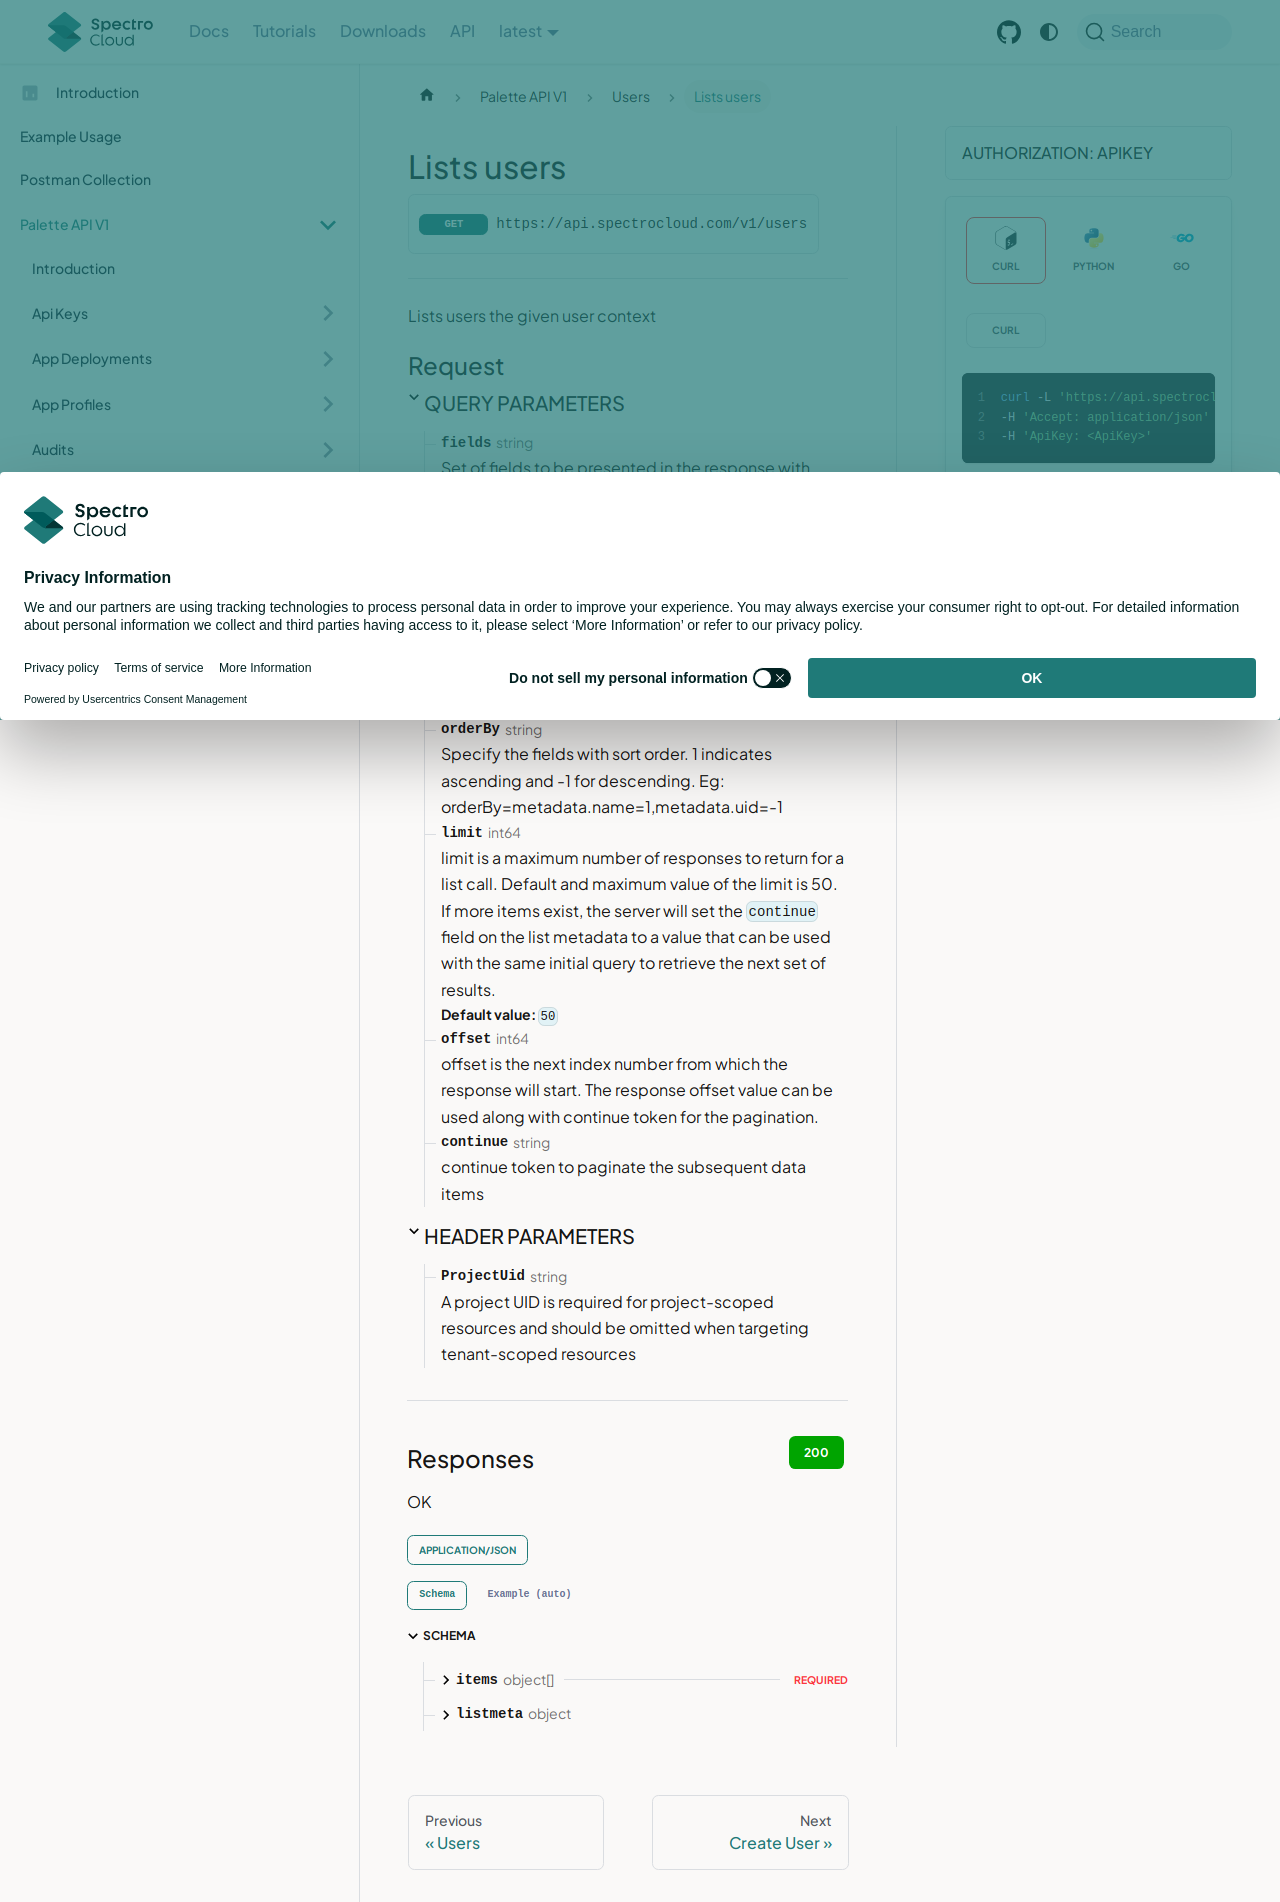 Spectro
Cloud
Docs
Tutorials
Downloads
API
latest
Search
Introduction
Example Usage
Postman Collection
Palette API V1
Introduction
Api Keys
App Deployments
App Profiles
Audits
Palette API V1
Users
Lists users
Lists users
GET https://api.spectrocloud.com/v1/users
Lists users the given user context
Request
QUERY PARAMETERS
fields string
Set of fields to be presented in the response with
AUTHORIZATION: APIKEY
CURL
PYTHON
GO
CURL
1 curl -L 'https://api.spectrocl
2 -H 'Accept: application/json'
3 -H 'ApiKey: <ApiKey>'
Spectro
Cloud
Privacy Information
We and our partners are using tracking technologies to process personal data in order to improve your experience. You may always exercise your consumer right to opt-out. For detailed information
about personal information we collect and third parties having access to it, please select ‘More Information’ or refer to our privacy policy.
Privacy policy
Terms of service
More Information
Powered by Usercentrics Consent Management
Do not sell my personal information
OK
orderBy string
Specify the fields with sort order. 1 indicates
ascending and -1 for descending. Eg:
orderBy=metadata.name=1,metadata.uid=-1
limit int64
limit is a maximum number of responses to return for a
list call. Default and maximum value of the limit is 50.
If more items exist, the server will set the continue
field on the list metadata to a value that can be used
with the same initial query to retrieve the next set of
results.
Default value: 50
offset int64
offset is the next index number from which the
response will start. The response offset value can be
used along with continue token for the pagination.
continue string
continue token to paginate the subsequent data
items
HEADER PARAMETERS
ProjectUid string
A project UID is required for project-scoped
resources and should be omitted when targeting
tenant-scoped resources
Responses
200
OK
APPLICATION/JSON
Schema
Example (auto)
SCHEMA
items object[]
REQUIRED
listmeta object
Previous
« Users
Next
Create User »